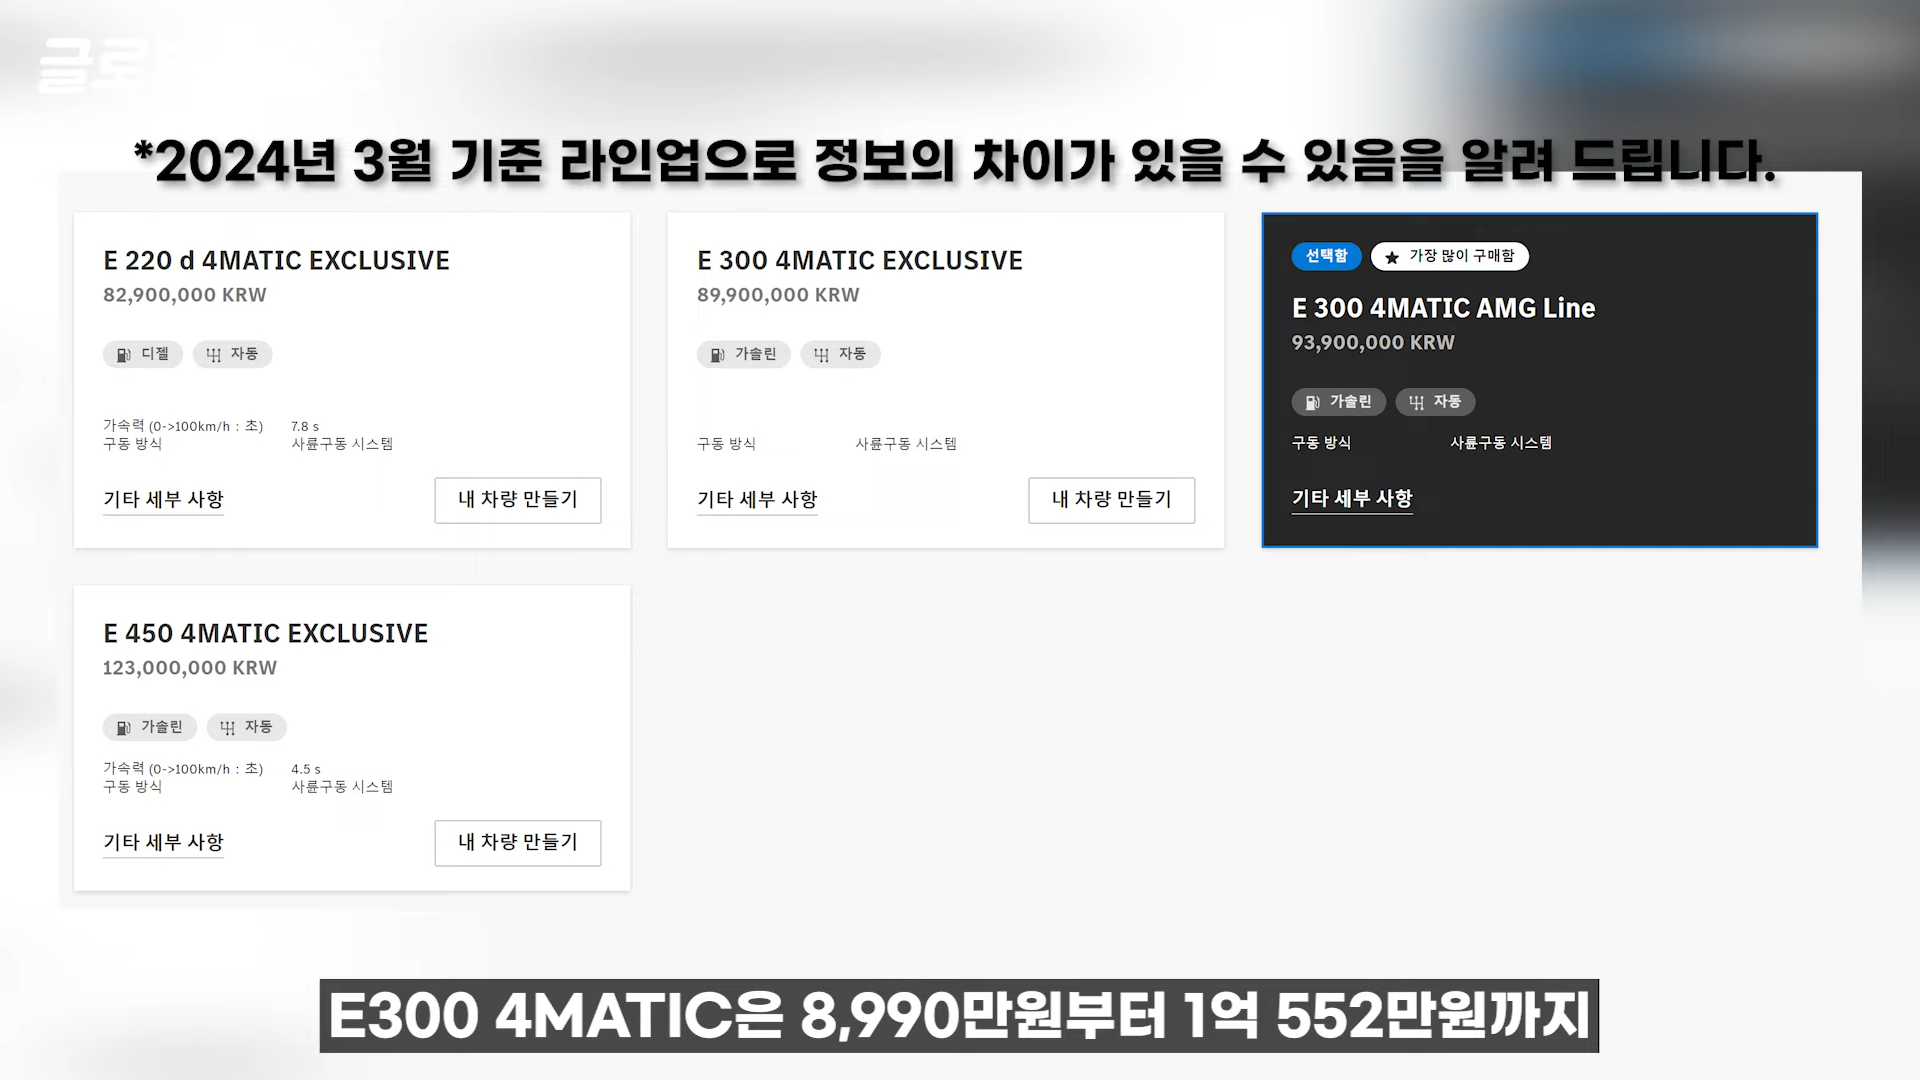 *2024년 3월 기준 라인업으로 정보의 차이가 있을 수 있음을 알려 드립니다.
E 220 d 4MATIC EXCLUSIVE
82,900,000 KRW
디젤 자동
가속력 (0->100km/h : 초) 7.8 s
구동 방식 사륜구동 시스템
기타 세부 사항 내 차량 만들기
E 300 4MATIC EXCLUSIVE
89,900,000 KRW
가솔린 자동
구동 방식 사륜구동 시스템
기타 세부 사항 내 차량 만들기
선택함 가장 많이 구매함
E 300 4MATIC AMG Line
93,900,000 KRW
가솔린 자동
구동 방식 사륜구동 시스템
기타 세부 사항
E 450 4MATIC EXCLUSIVE
123,000,000 KRW
가솔린 자동
가속력 (0->100km/h : 초) 4.5 s
구동 방식 사륜구동 시스템
기타 세부 사항 내 차량 만들기
E300 4MATIC은 8,990만원부터 1억 552만원까지